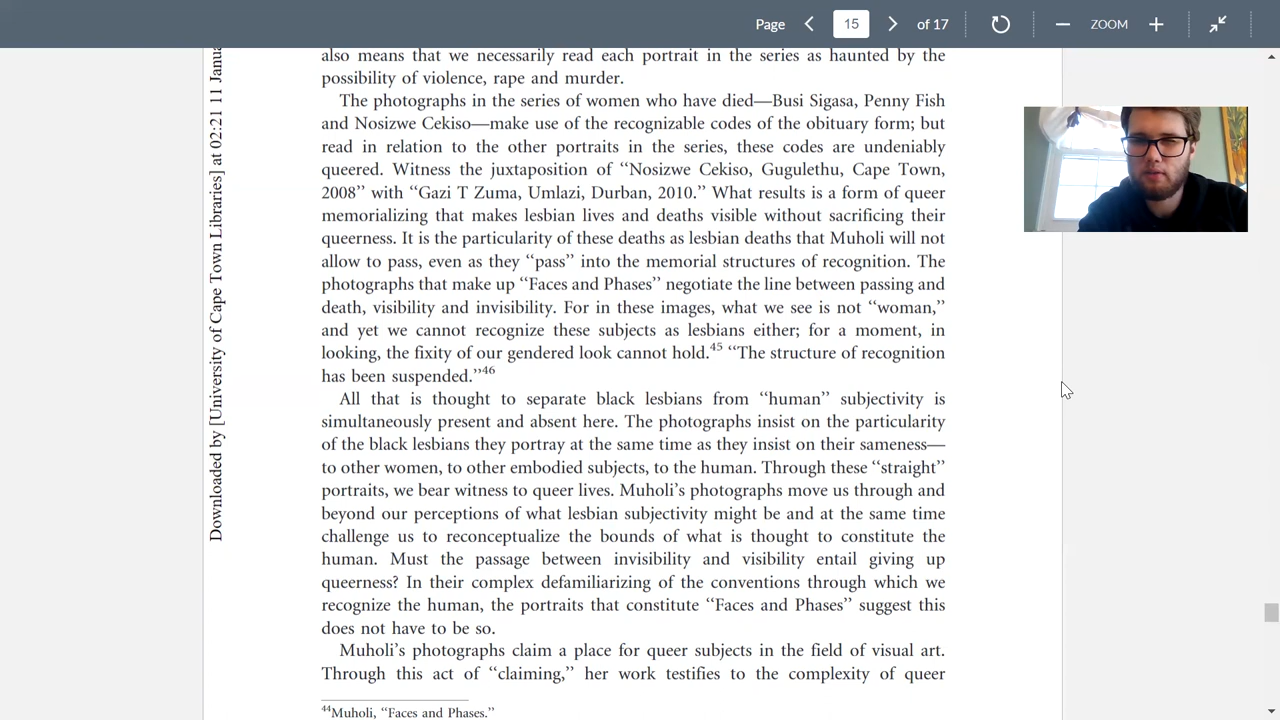 Page 15 of 17 ZOOM
also means that we necessarily read each portrait in the series as haunted by the
possibility of violence, rape and murder.
The photographs in the series of women who have died—Busi Sigasa, Penny Fish
and Nosizwe Cekiso—make use of the recognizable codes of the obituary form; but
read in relation to the other portraits in the series, these codes are undeniably
queered. Witness the juxtaposition of ‘‘Nosizwe Cekiso, Gugulethu, Cape Town,
2008’’ with ‘‘Gazi T Zuma, Umlazi, Durban, 2010.’’ What results is a form of queer
memorializing that makes lesbian lives and deaths visible without sacrificing their
queerness. It is the particularity of these deaths as lesbian deaths that Muholi will not
allow to pass, even as they ‘‘pass’’ into the memorial structures of recognition. The
photographs that make up ‘‘Faces and Phases’’ negotiate the line between passing and
death, visibility and invisibility. For in these images, what we see is not ‘‘woman,’’
and yet we cannot recognize these subjects as lesbians either; for a moment, in
looking, the fixity of our gendered look cannot hold.45 ‘‘The structure of recognition
has been suspended.’’46
All that is thought to separate black lesbians from ‘‘human’’ subjectivity is
simultaneously present and absent here. The photographs insist on the particularity
of the black lesbians they portray at the same time as they insist on their sameness—
to other women, to other embodied subjects, to the human. Through these ‘‘straight’’
portraits, we bear witness to queer lives. Muholi’s photographs move us through and
beyond our perceptions of what lesbian subjectivity might be and at the same time
challenge us to reconceptualize the bounds of what is thought to constitute the
human. Must the passage between invisibility and visibility entail giving up
queerness? In their complex defamiliarizing of the conventions through which we
recognize the human, the portraits that constitute ‘‘Faces and Phases’’ suggest this
does not have to be so.
Muholi’s photographs claim a place for queer subjects in the field of visual art.
Through this act of ‘‘claiming,’’ her work testifies to the complexity of queer
44Muholi, ‘‘Faces and Phases.’’
Downloaded by [University of Cape Town Libraries] at 02:21 11